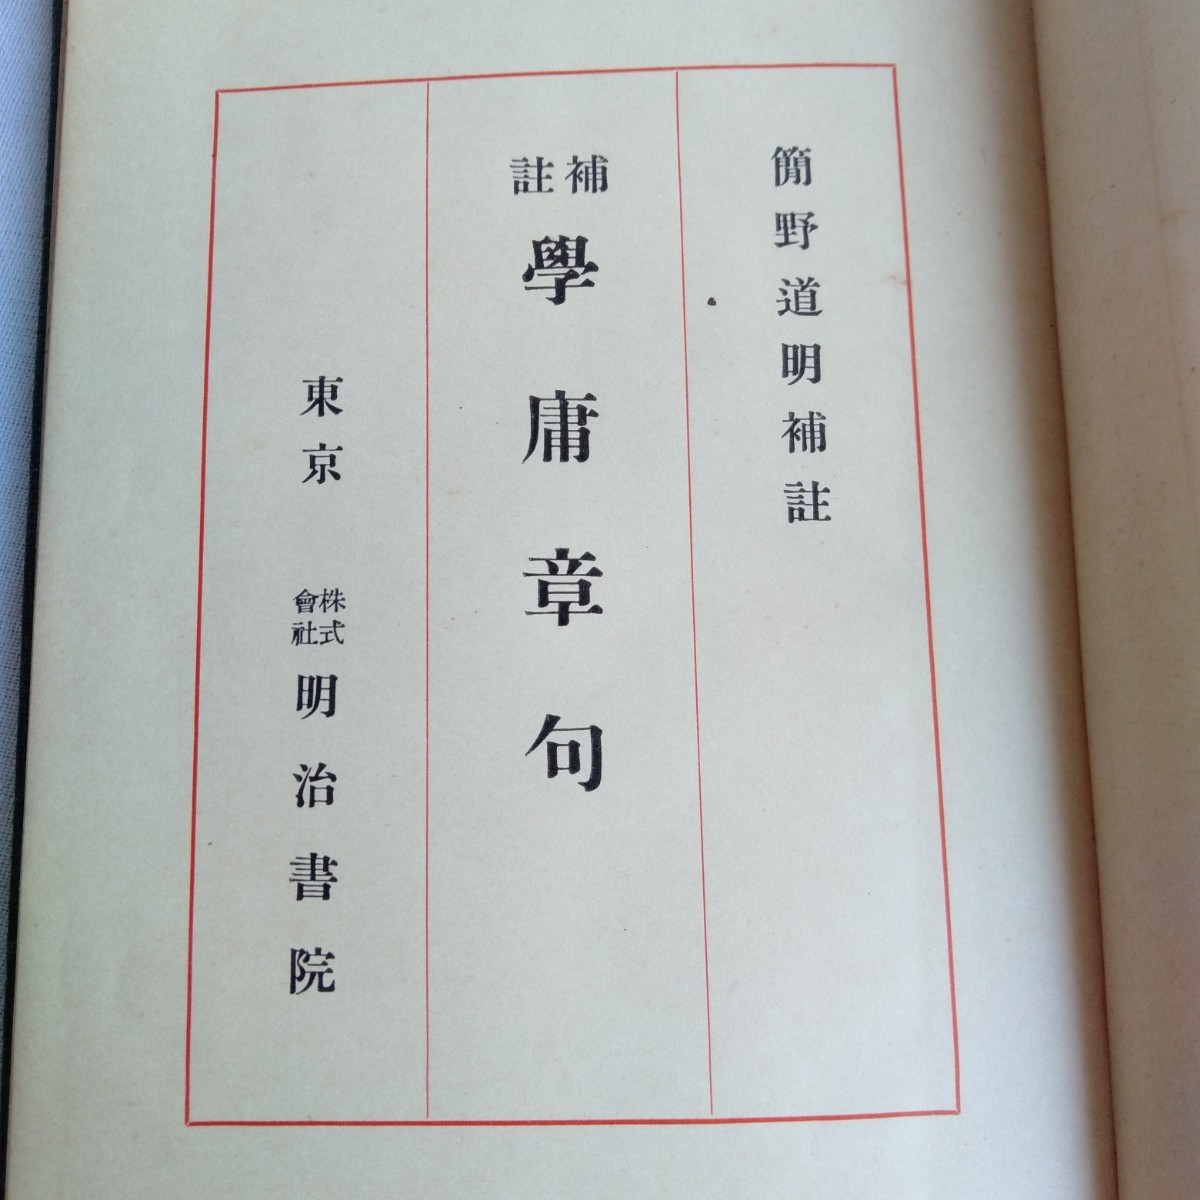 簡野道明補註
補註 學庸章句
東京 株式會社 明治書院